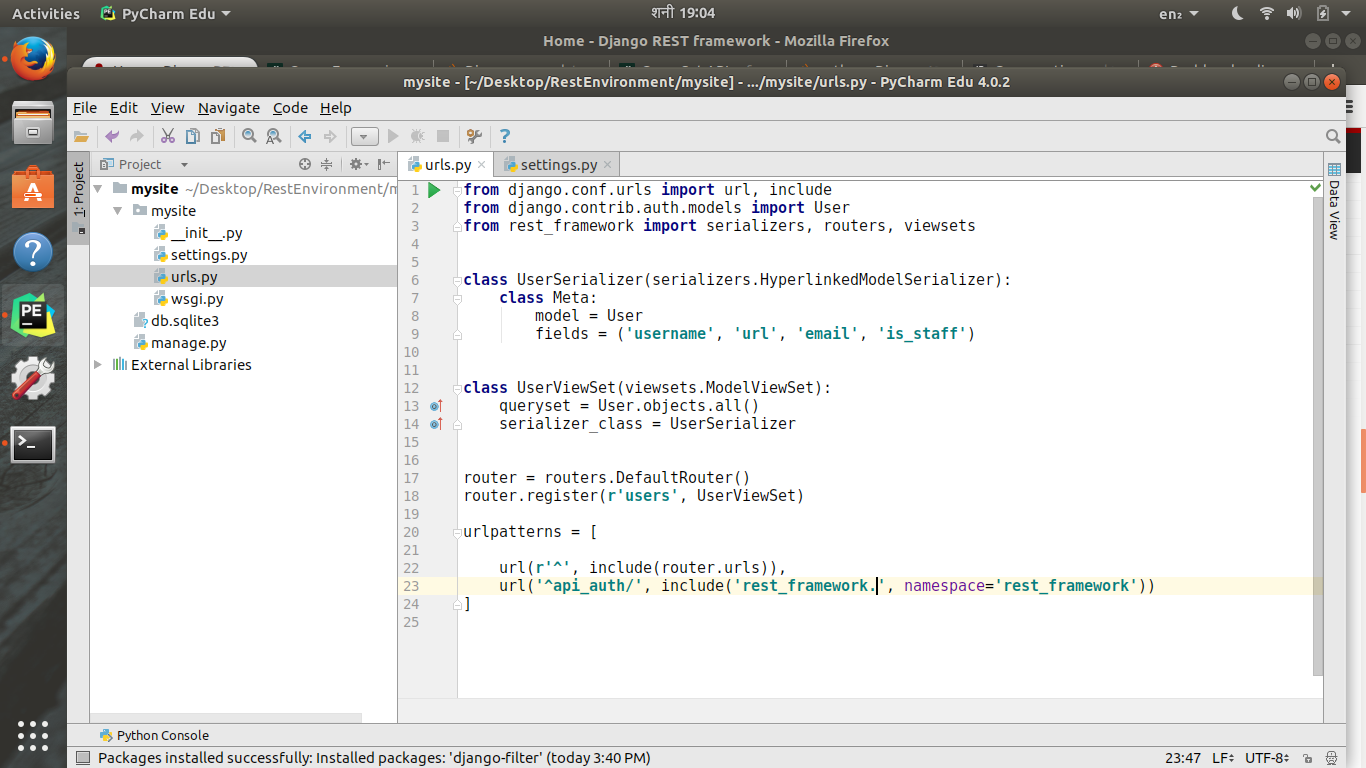 Activities PyCharm Edu शनी 19:04 en₂
Home - Django REST framework - Mozilla Firefox
mysite - [~/Desktop/RestEnvironment/mysite] - .../mysite/urls.py - PyCharm Edu 4.0.2
File Edit View Navigate Code Help
Project urls.py settings.py
1: Project
Data View
mysite ~/Desktop/RestEnvironment/m
mysite
__init__.py
settings.py
urls.py
wsgi.py
db.sqlite3
manage.py
External Libraries
1 from django.conf.urls import url, include
2 from django.contrib.auth.models import User
3 from rest_framework import serializers, routers, viewsets
4
5
6 class UserSerializer(serializers.HyperlinkedModelSerializer):
7 class Meta:
8 model = User
9 fields = ('username', 'url', 'email', 'is_staff')
10
11
12 class UserViewSet(viewsets.ModelViewSet):
13 queryset = User.objects.all()
14 serializer_class = UserSerializer
15
16
17 router = routers.DefaultRouter()
18 router.register(r'users', UserViewSet)
19
20 urlpatterns = [
21
22 url(r'^', include(router.urls)),
23 url('^api_auth/', include('rest_framework.', namespace='rest_framework'))
24 ]
25
Python Console
Packages installed successfully: Installed packages: 'django-filter' (today 3:40 PM) 23:47 LF UTF-8